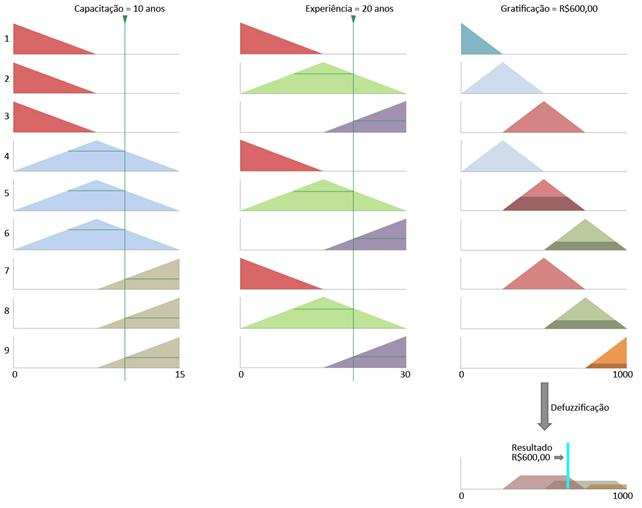 Capacitação = 10 anos
Experiência = 20 anos
Gratificação = R$600,00
1
2
3
4
5
6
7
8
9
0 15
0 30
0 1000
Defuzzificação
Resultado
R$600,00
0 1000